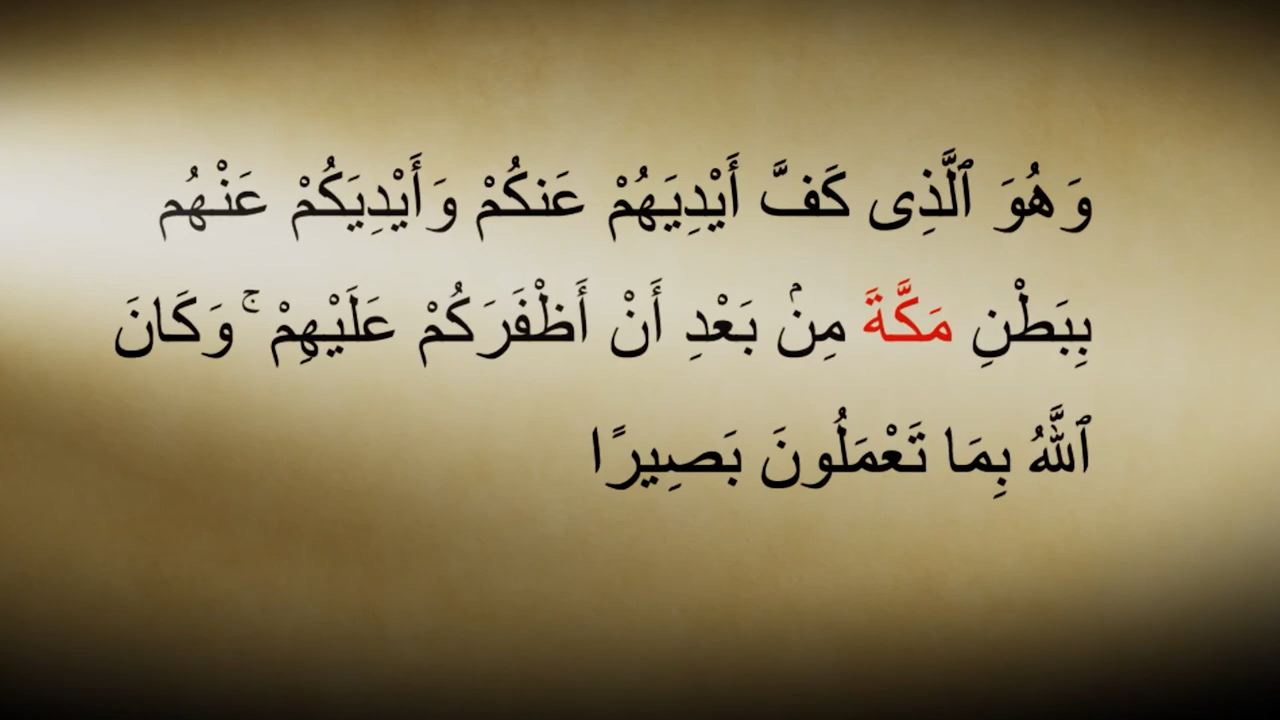 وَهُوَ ٱلَّذِى كَفَّ أَيْدِيَهُمْ عَنكُمْ وَأَيْدِيَكُمْ عَنْهُم
بِبَطْنِ مَكَّةَ مِنۢ بَعْدِ أَنْ أَظْفَرَكُمْ عَلَيْهِمْ ۚ وَكَانَ
ٱللَّهُ بِمَا تَعْمَلُونَ بَصِيرًا